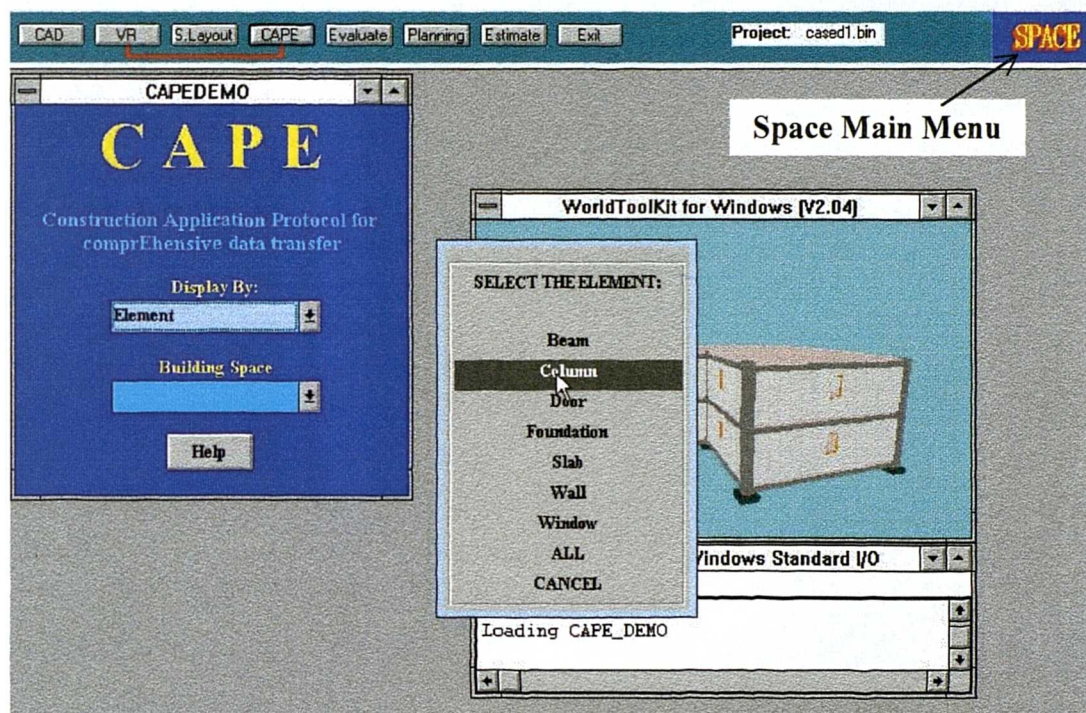 CAD VR S.Layout CAPE Evaluate Planning Estimate Exit Project: cased1.bin SPACE
Space Main Menu
CAPEDEMO
CAPE
Construction Application Protocol for
comprEhensive data transfer
Display By:
Element
Building Space
Help
WorldToolKit for Windows (V2.04)
SELECT THE ELEMENT:
Beam
Column
Door
Foundation
Slab
Wall
Window
ALL
CANCEL
indows Standard I/O
Loading CAPE_DEMO